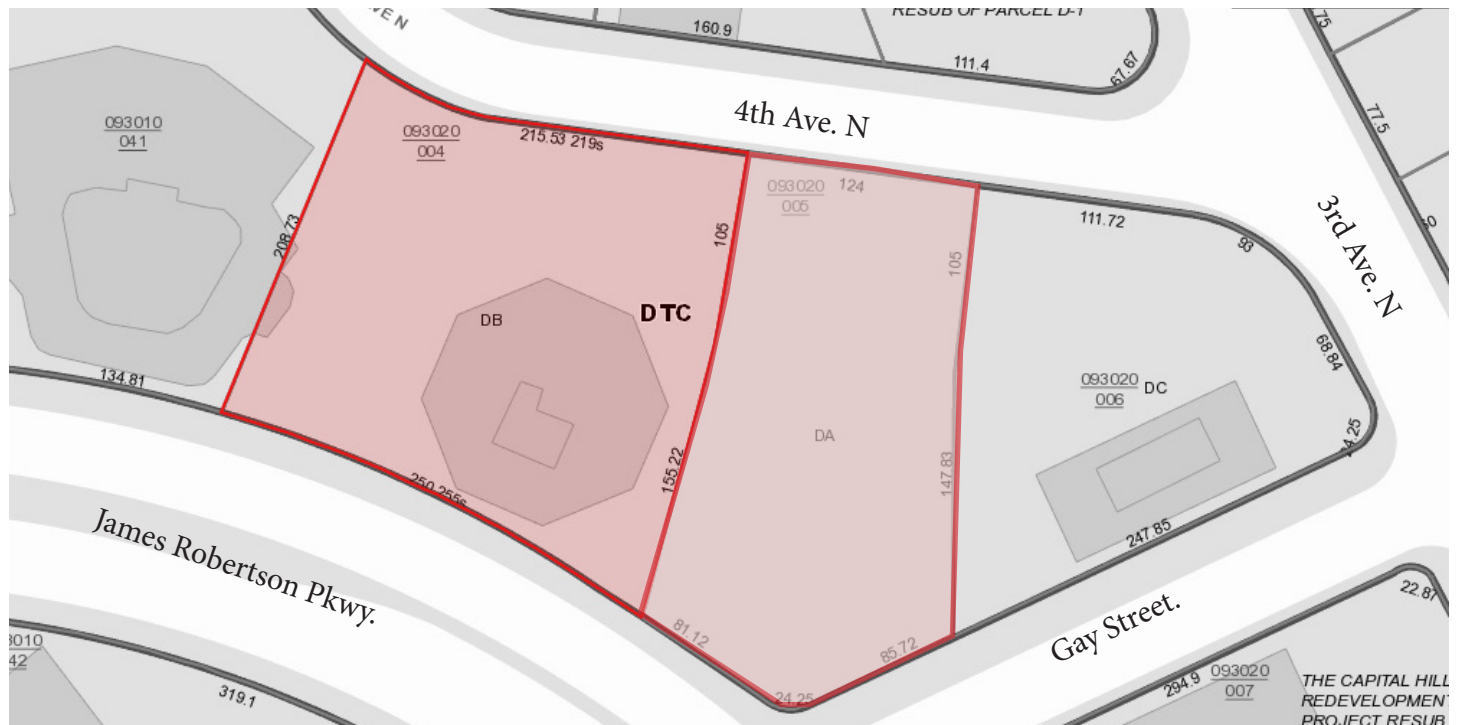 VE N
RESUB OF PARCEL D-1
160.9
111.4
67.67
75
77.5
093010
041
093020
004
215.53 219s
4th Ave. N
093020
005
124
111.72
93
3rd Ave. N
208.73
105
105
DB
DTC
68.84
134.81
093020
006
DC
DA
14.25
250 255s
155.22
147.83
247.85
James Robertson Pkwy.
Gay Street.
22.87
81.12
85.72
24.25
3010
42
319.1
294.9
093020
007
THE CAPITAL HILL
REDEVELOPMENT
PROJECT RESUB